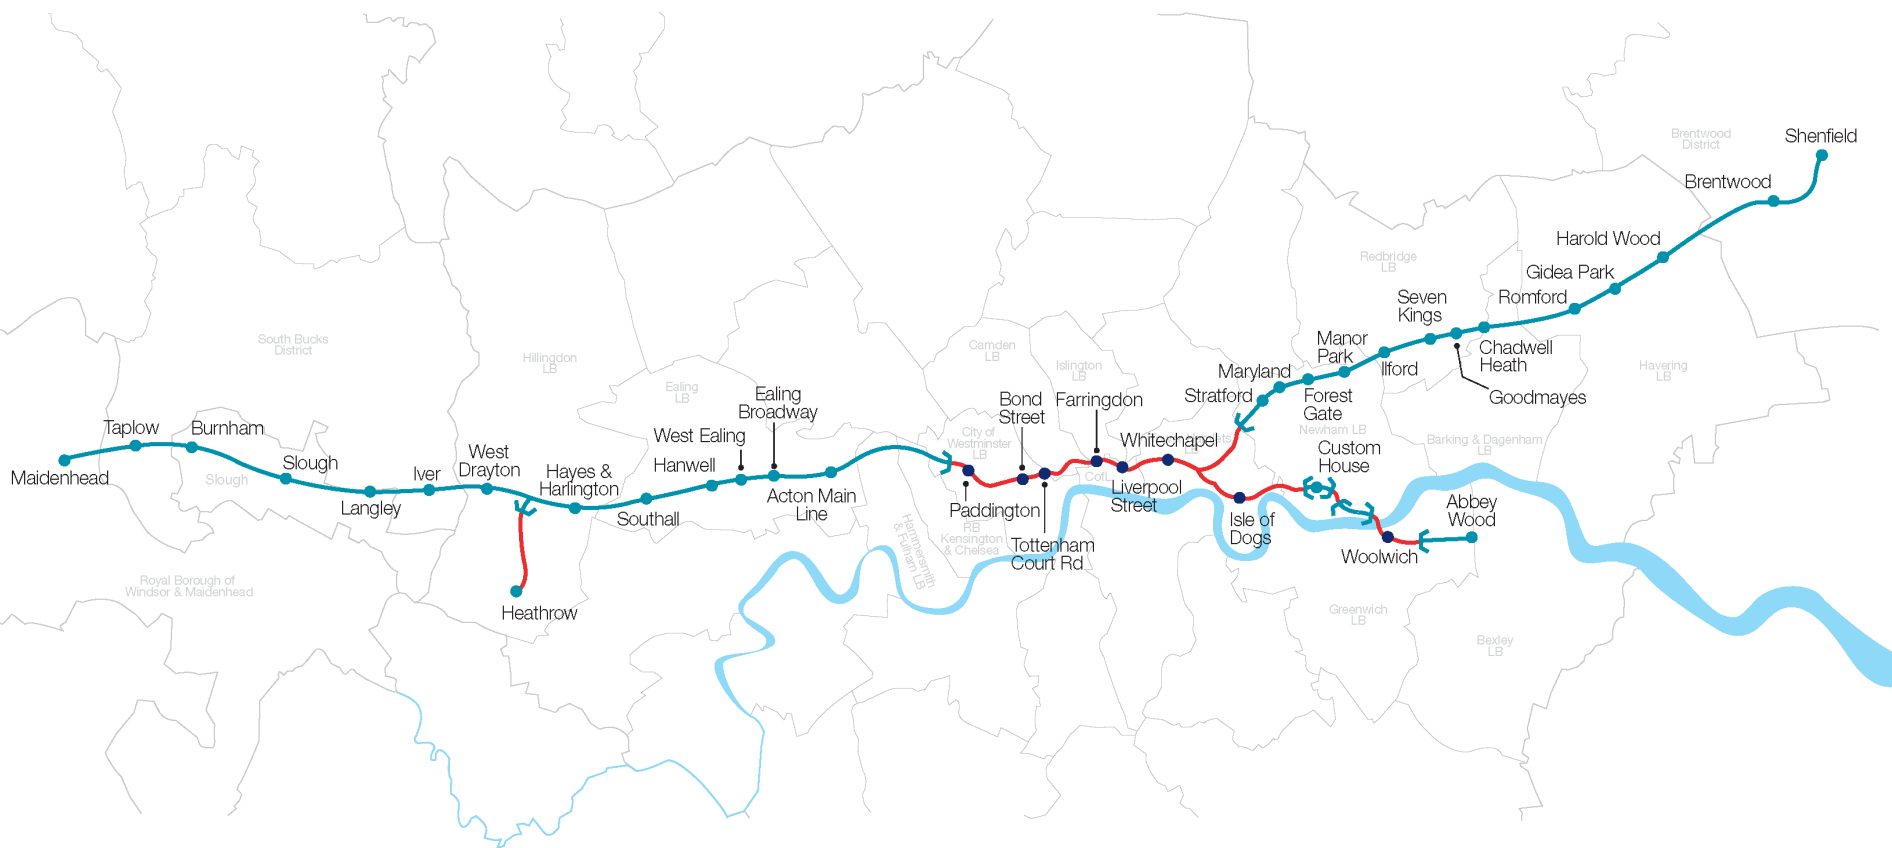 Shenfield
Brentwood
District
Brentwood
Harold Wood
Redbridge
LB
Gidea Park
Seven
Kings
Romford
South Bucks
District
Hillingdon
LB
Camden
LB
Islington
LB
Manor
Park
Chadwell
Heath
Havering
LB
Maryland
Ilford
Ealing
LB
Ealing
Broadway
Bond
Street
Farringdon
Stratford
Forest
Gate
Newham LB
Goodmayes
Taplow
Burnham
West Ealing
City of
Westminster
LB
Whitechapel
LB
Custom
House
Barking & Dagenham
LB
Maidenhead
Slough
Slough
Iver
West
Drayton
Hayes &
Harlington
Hanwell
Acton Main
Line
Langley
Southall
Paddington
RB
Kensington
& Chelsea
Hammersmith
& Fulham LB
Tottenham
Court Rd
CofL
Liverpool
Street
Isle of
Dogs
Abbey
Wood
Woolwich
Royal Borough of
Windsor & Maidenhead
Heathrow
Greenwich
LB
Bexley
LB